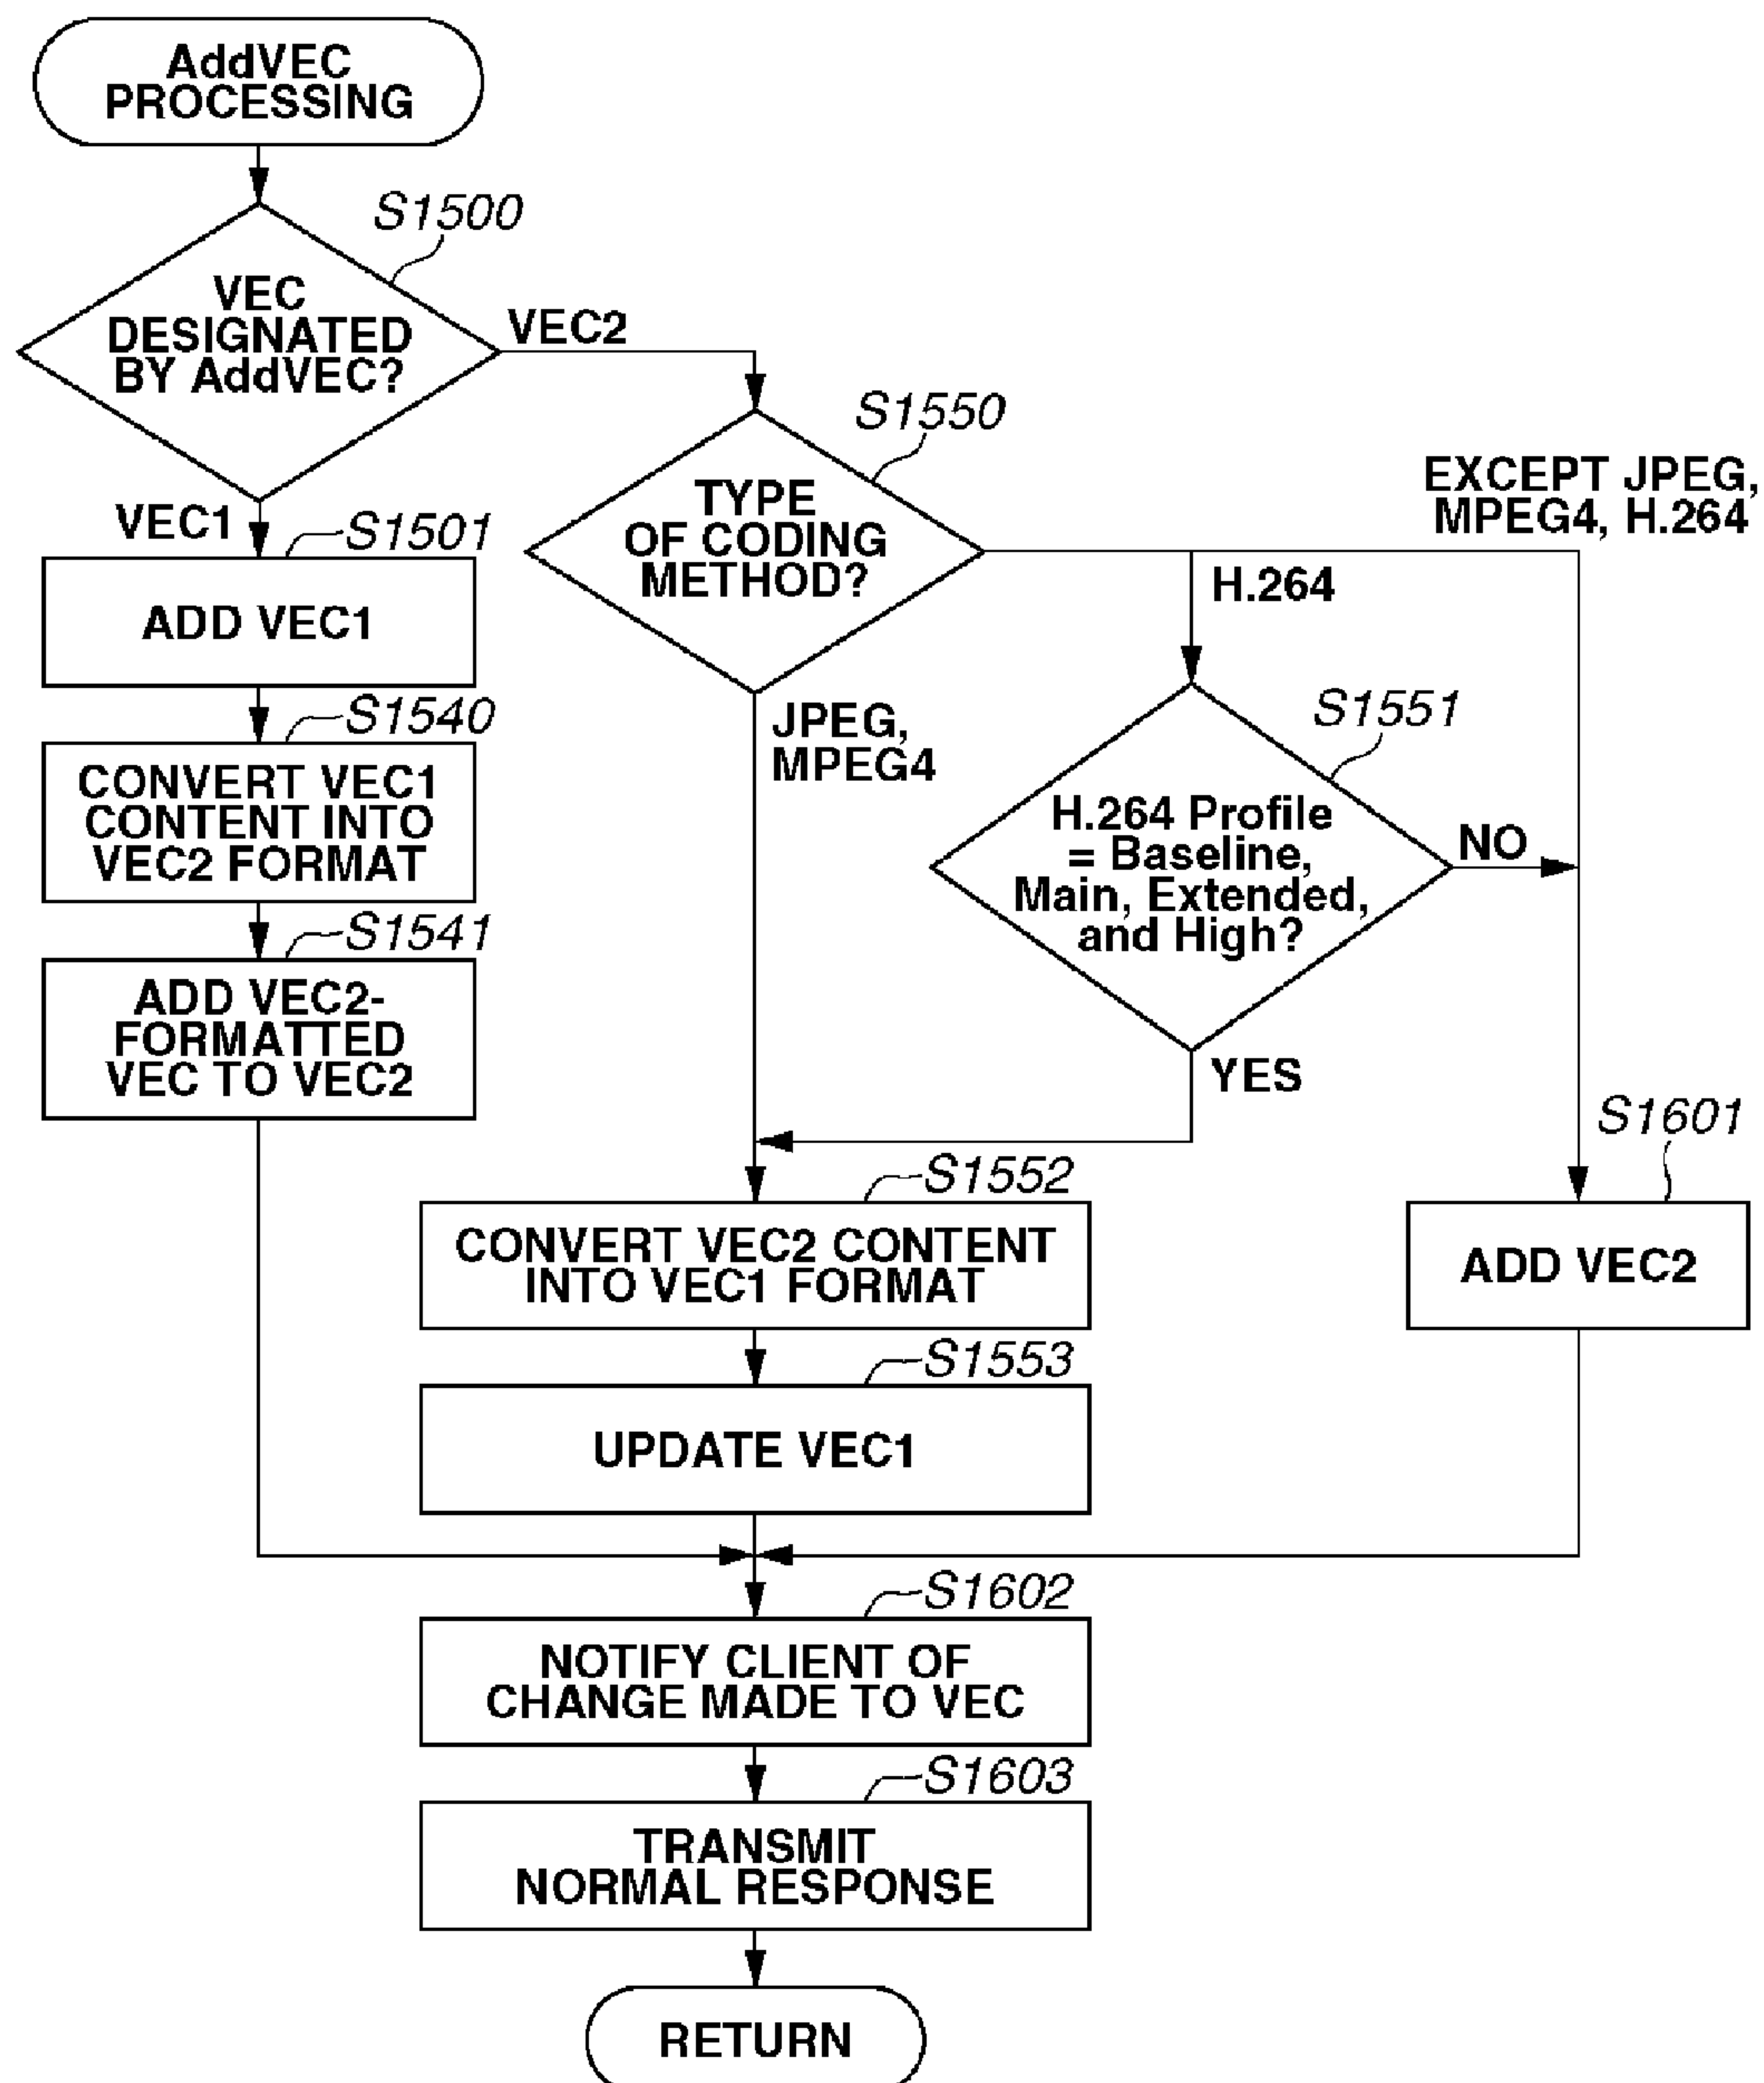 AddVEC
PROCESSING
S1500
VEC
DESIGNATED
BY AddVEC?
VEC2
VEC1
S1550
TYPE
OF CODING
METHOD?
EXCEPT JPEG,
MPEG4, H.264
H.264
JPEG,
MPEG4
S1501
ADD VEC1
S1540
CONVERT VEC1
CONTENT INTO
VEC2 FORMAT
S1541
ADD VEC2-
FORMATTED
VEC TO VEC2
S1551
H.264 Profile
= Baseline,
Main, Extended,
and High?
NO
YES
S1601
ADD VEC2
S1552
CONVERT VEC2 CONTENT
INTO VEC1 FORMAT
S1553
UPDATE VEC1
S1602
NOTIFY CLIENT OF
CHANGE MADE TO VEC
S1603
TRANSMIT
NORMAL RESPONSE
RETURN